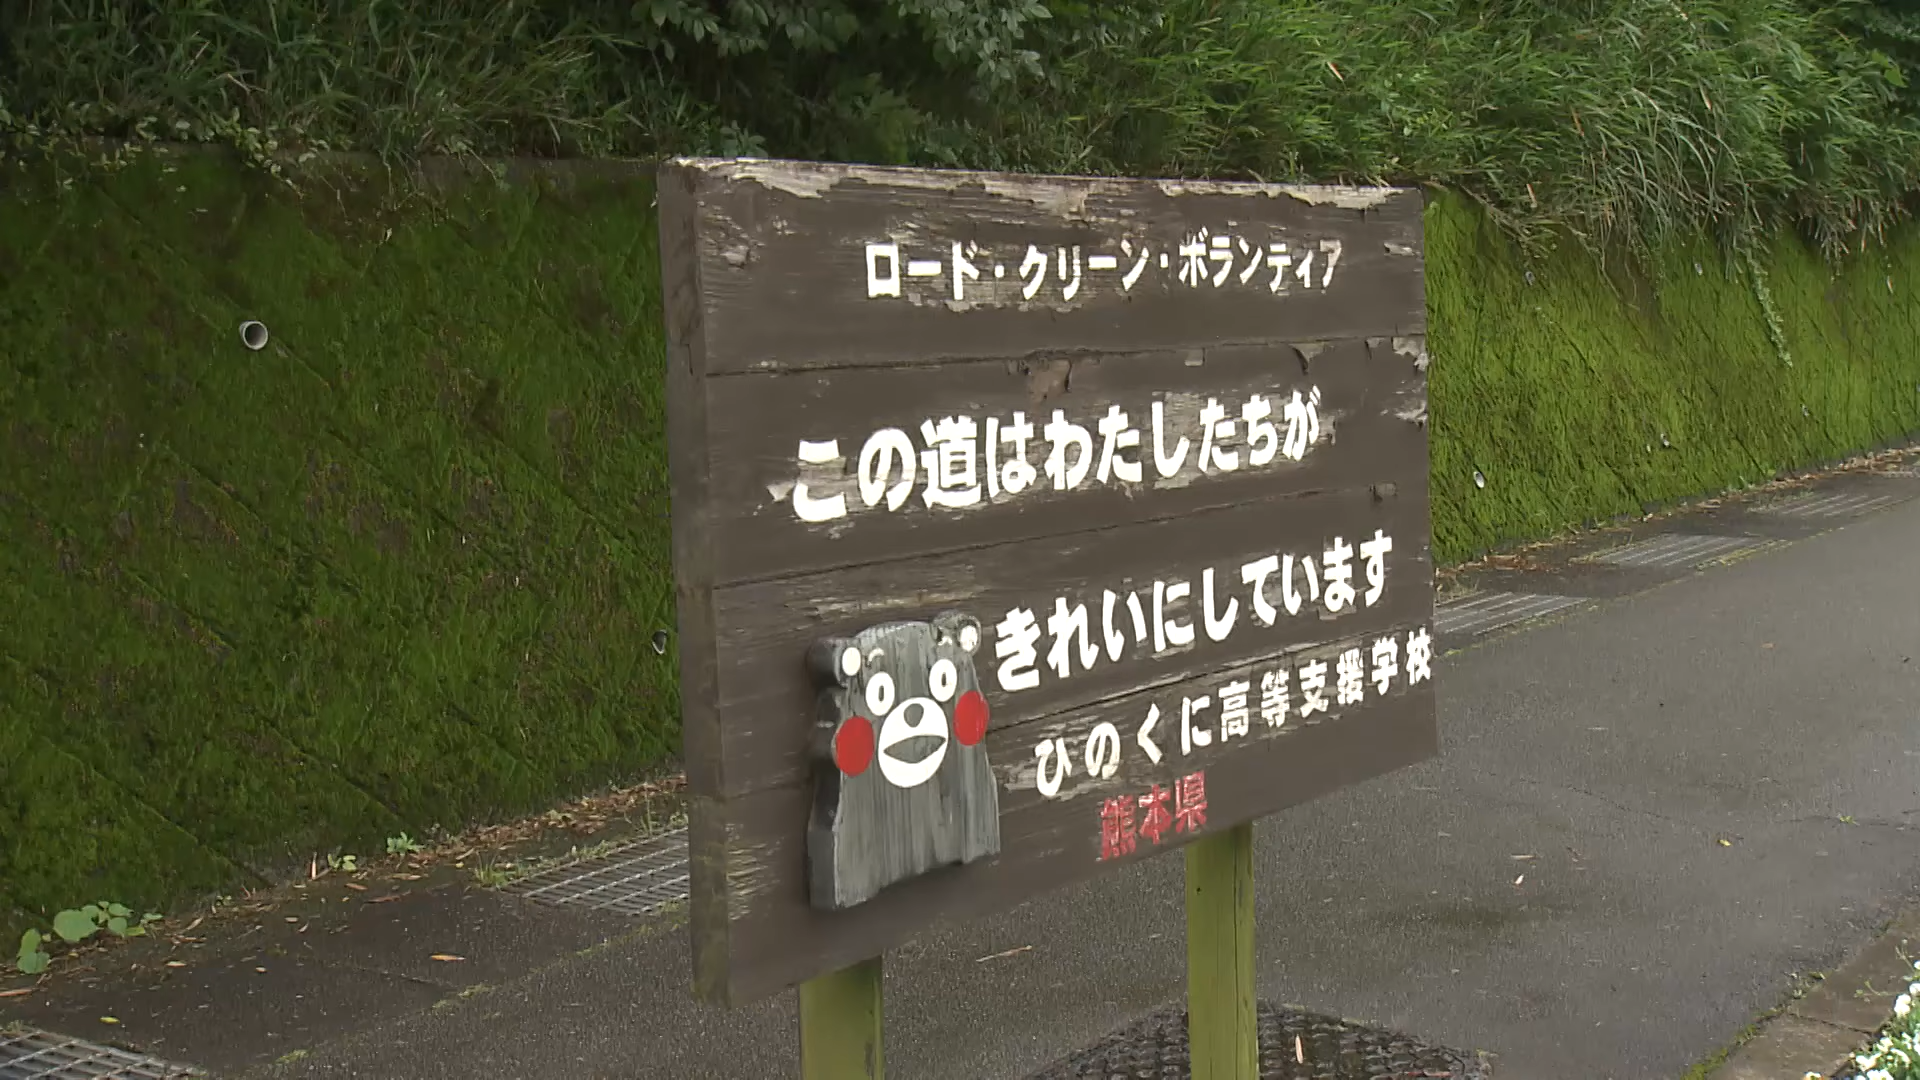 ロード・クリーン・ボランティア
この道はわたしたちが
きれいにしています
ひのくに高等支援学校
熊本県